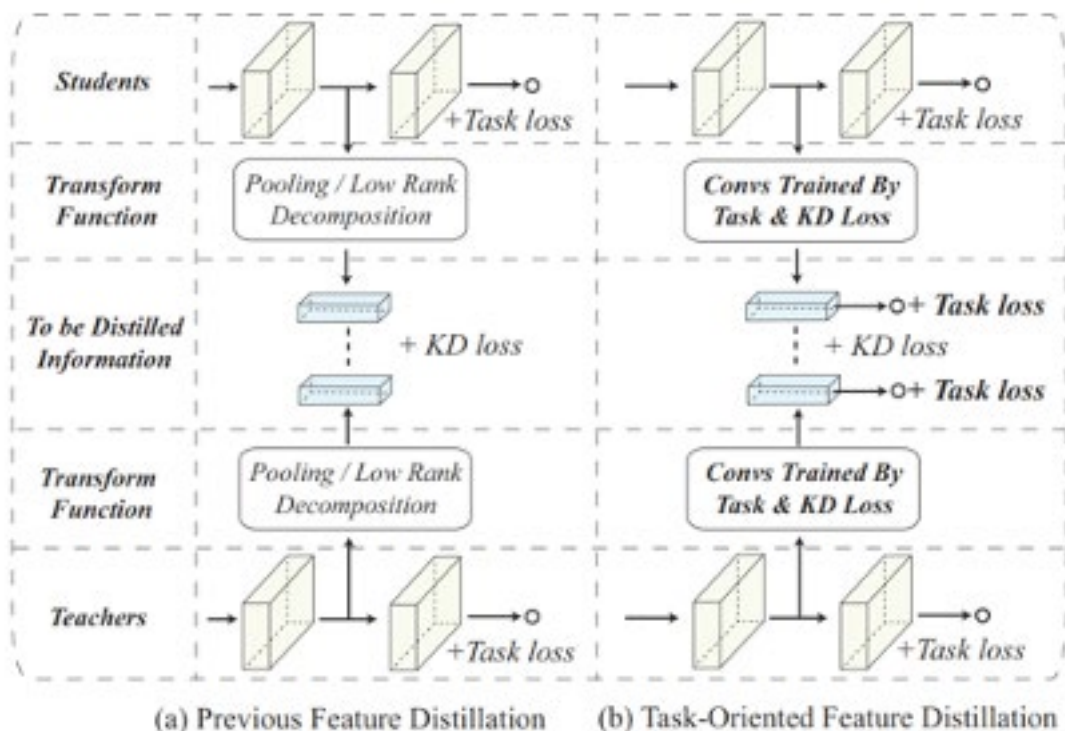 Students
+Task loss
+Task loss
Transform
Function
Pooling / Low Rank
Decomposition
Convs Trained By
Task & KD Loss
To be Distilled
Information
+ KD loss
+ Task loss
+ KD loss
+ Task loss
Transform
Function
Pooling / Low Rank
Decomposition
Convs Trained By
Task & KD Loss
Teachers
+Task loss
+Task loss
(a) Previous Feature Distillation
(b) Task-Oriented Feature Distillation